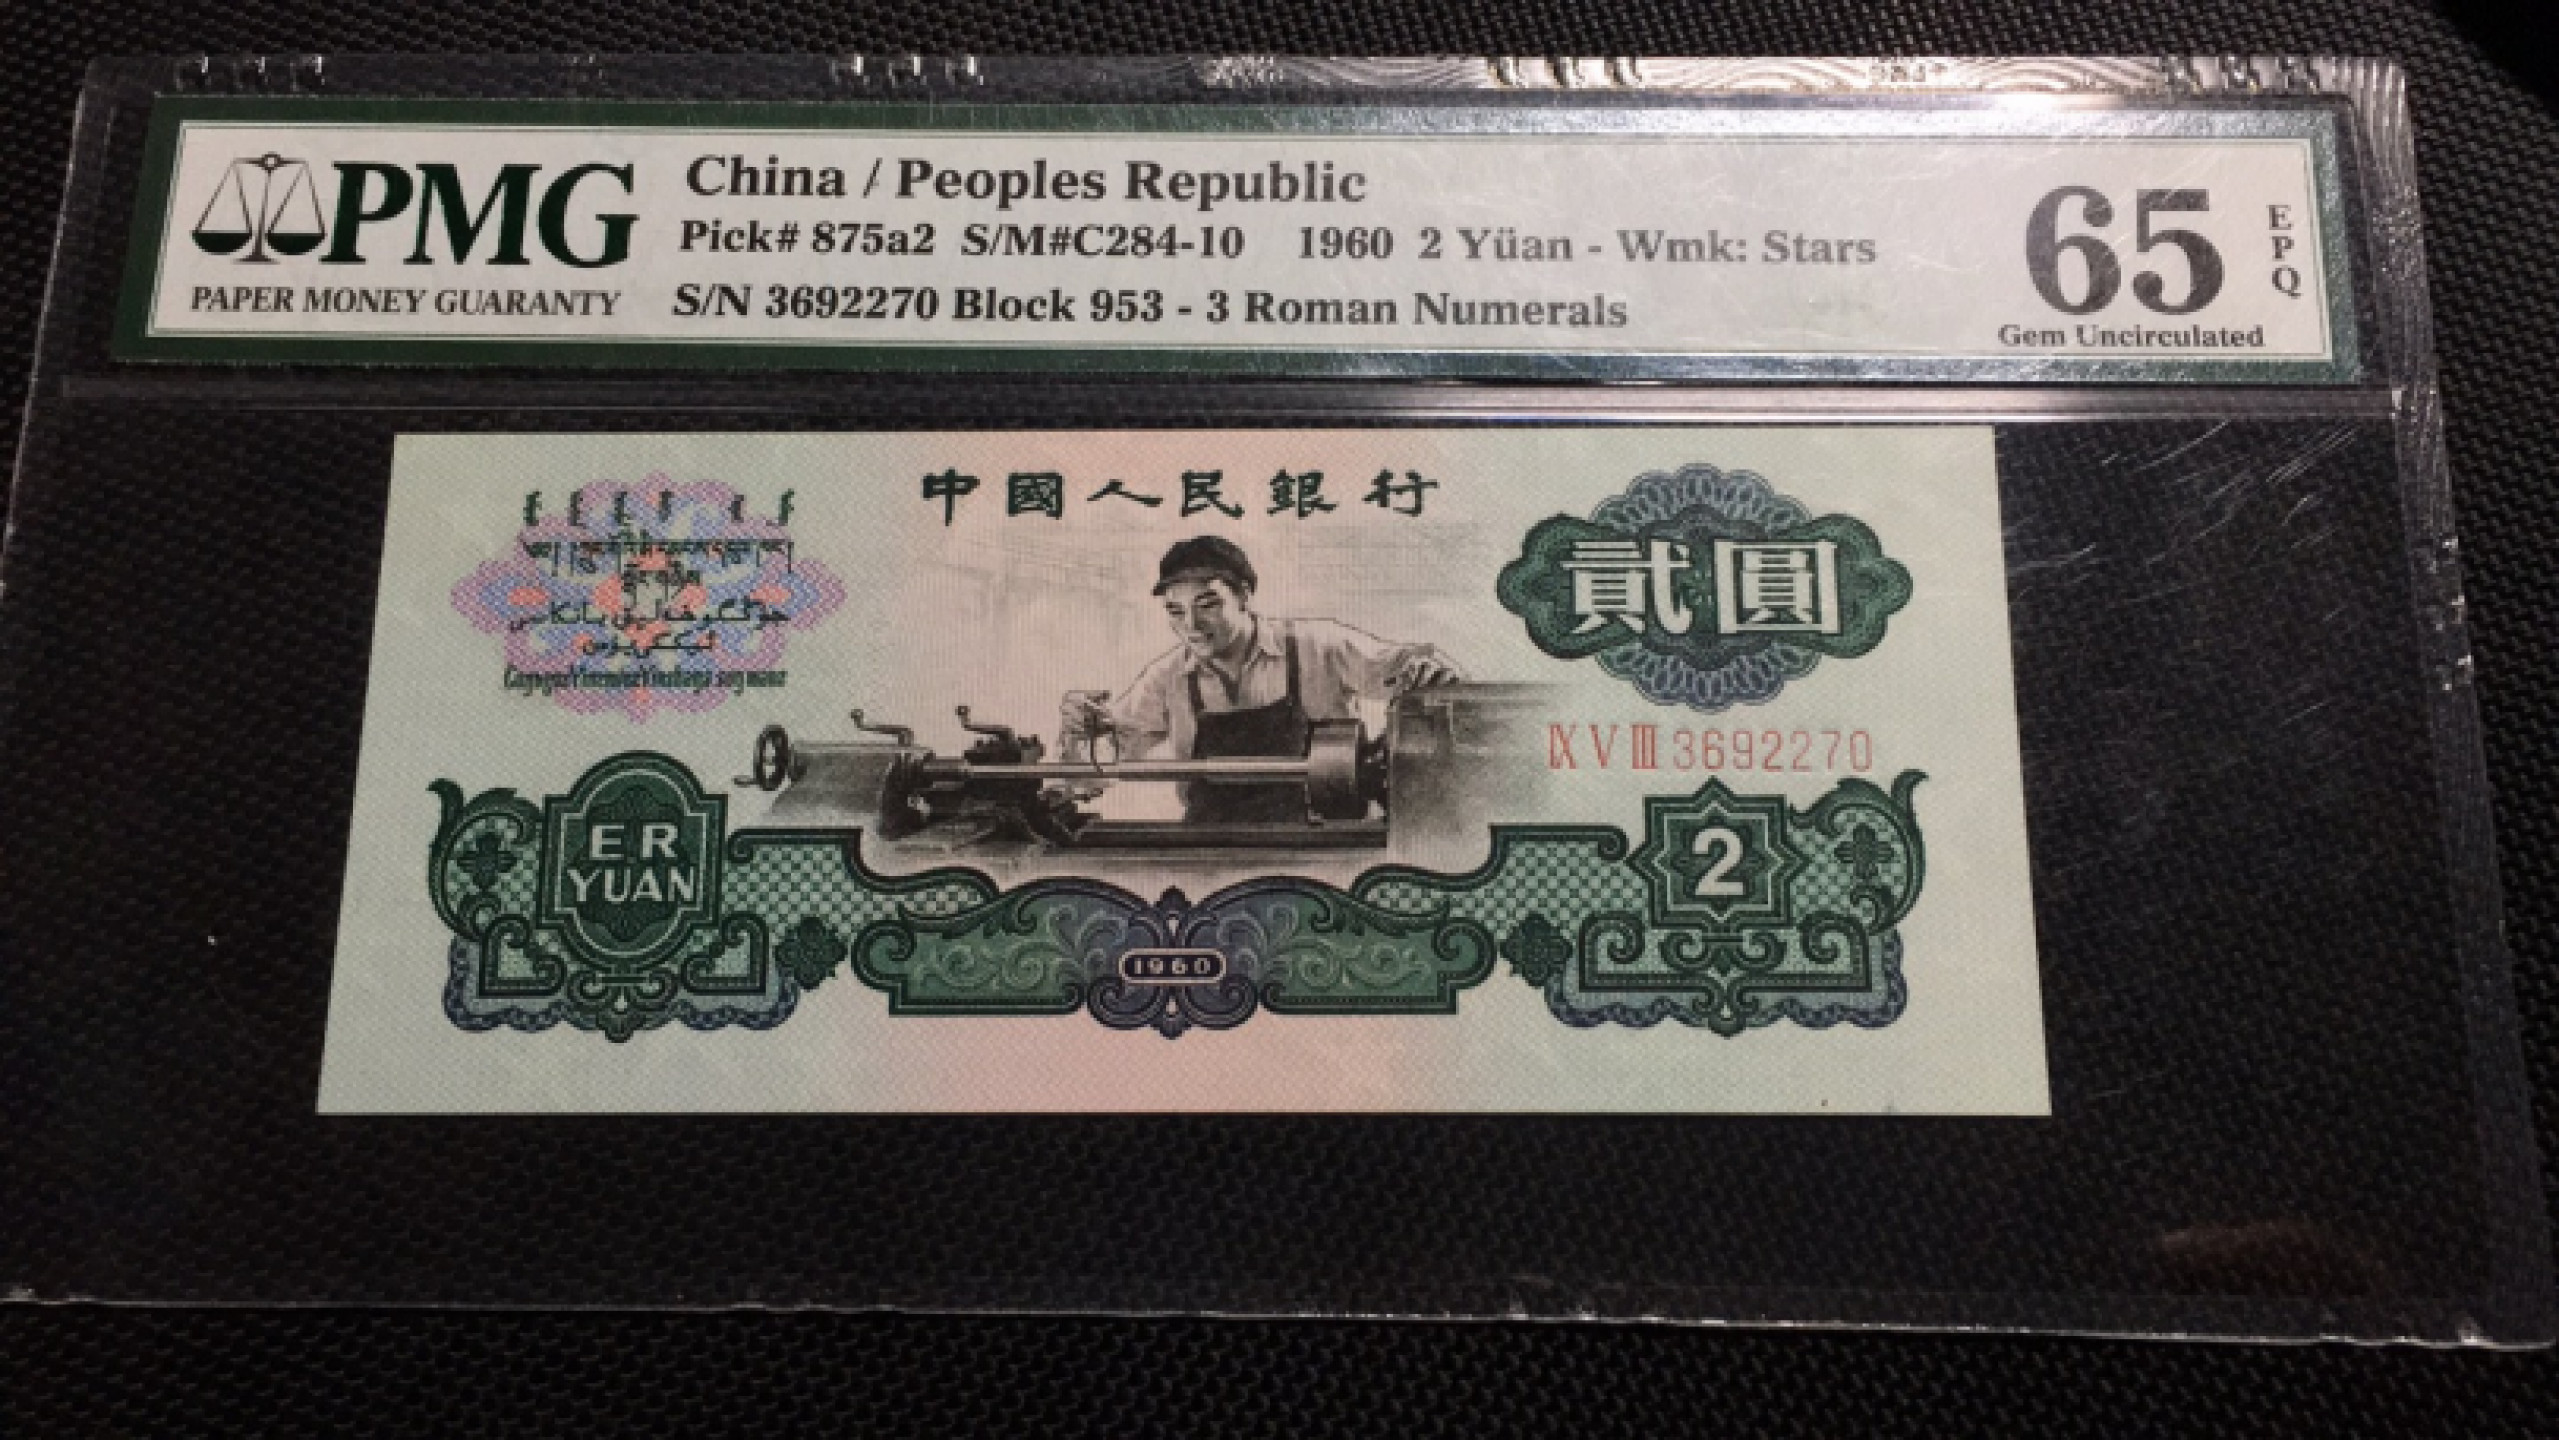 PMG
PAPER MONEY GUARANTY
China / Peoples Republic
Pick# 875a2 S/M#C284-10 1960 2 Yüan - Wmk: Stars
S/N 3692270 Block 953 - 3 Roman Numerals
65
EPQ
Gem Uncirculated
中國人民銀行
貳圓
IX V III 3692270
ER
YUAN
2
1960